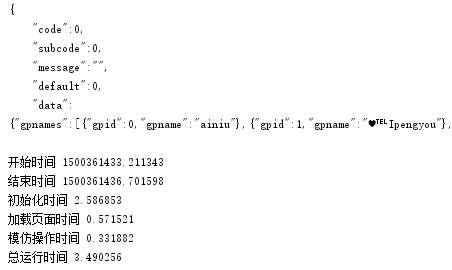 {
"code":0,
"subcode":0,
"message":"",
"default":0,
"data":
{"gpnames":[{"gpid":0,"gpname":"ainiu"},{"gpid":1,"gpname":"♥℡Ipengyou"},
开始时间 1500361433.211343
结束时间 1500361436.701598
初始化时间 2.586853
加载页面时间 0.571521
模仿操作时间 0.331882
总运行时间 3.490256